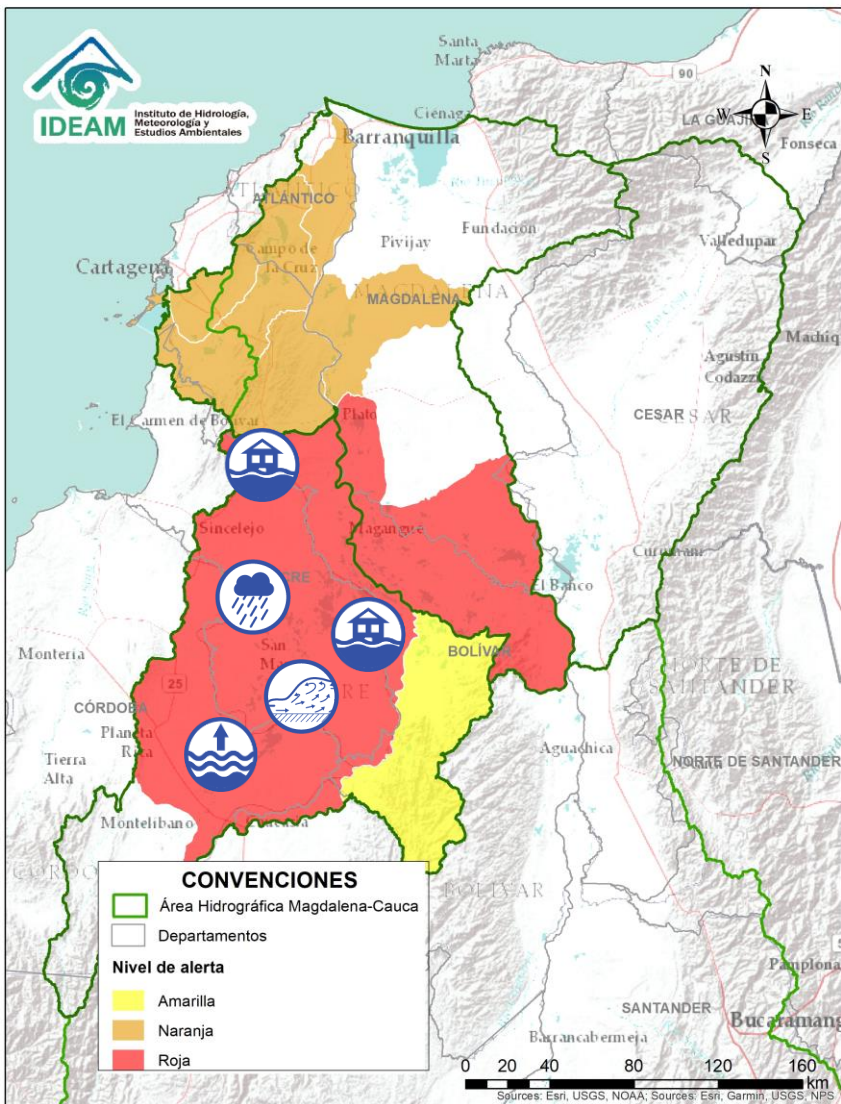 IDEAM
Instituto de Hidrología,
Meteorología y
Estudios Ambientales
Santa
Marta
90
N
W
E
S
Ciénaga
LA GUAJIRA
Barranquilla
Fonseca
ATLÁNTICO
Pivijay
Fundación
Valledupar
Campo de
la Cruz
Cartagena
MAGDALENA
Agustín
Codazzi
El Carmen de Bolívar
Plato
CESAR
CESAR
Sincelejo
Magangué
El Banco
Curumaní
Montería
San
BOLÍVAR
NORTE DE
SANTANDER
25
CÓRDOBA
Planeta
Rica
Tierra
Alta
Aguachica
NORTE DE SANTANDER
Montelibano
BOLÍVAR
CONVENCIONES
Área Hidrográfica Magdalena-Cauca
Departamentos
Nivel de alerta
Amarilla
Naranja
Roja
Pamplona
SANTANDER
Bucaramang
Barrancabermeja
0 20 40 80 120 160
km
Sources: Esri, USGS, NOAA; Sources: Esri, Garmin, USGS, NPS